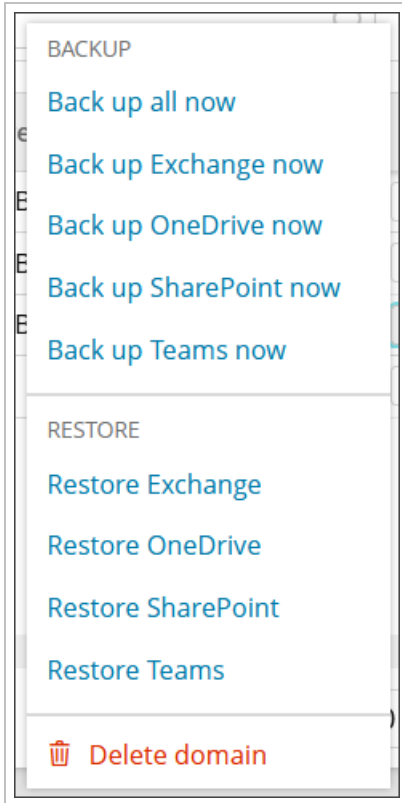 BACKUP
Back up all now
Back up Exchange now
Back up OneDrive now
Back up SharePoint now
Back up Teams now
RESTORE
Restore Exchange
Restore OneDrive
Restore SharePoint
Restore Teams
Delete domain